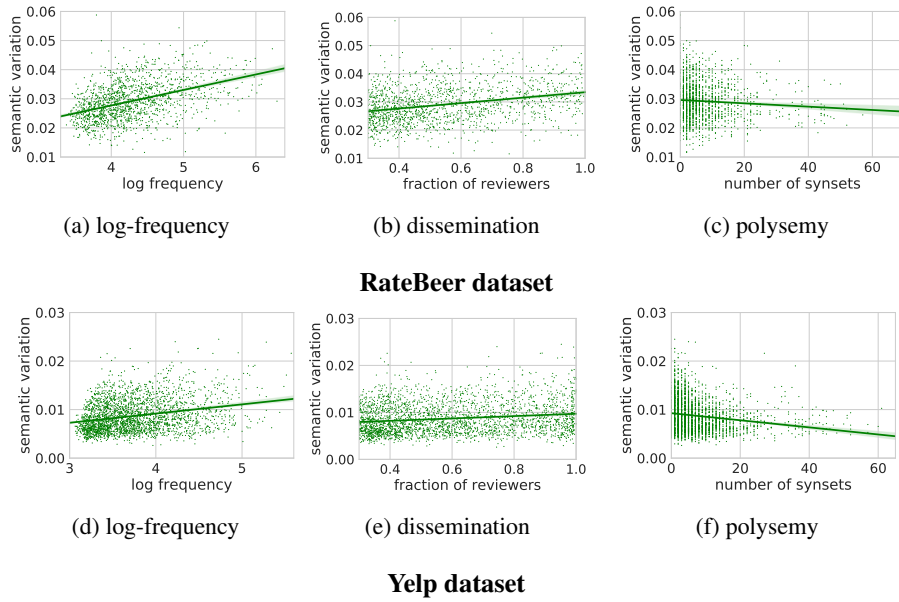 0.06
0.05
0.04
0.03
0.02
0.01
semantic variation
4
5
6
log frequency
0.06
0.05
0.04
0.03
0.02
0.01
semantic variation
0.4
0.6
0.8
1.0
fraction of reviewers
0.06
0.05
0.04
0.03
0.02
0.01
semantic variation
0
20
40
60
number of synsets
(a) log-frequency
(b) dissemination
(c) polysemy
RateBeer dataset
0.03
0.02
0.01
0.00
semantic variation
3
4
5
log frequency
0.03
0.02
0.01
0.00
semantic variation
0.4
0.6
0.8
1.0
fraction of reviewers
0.03
0.02
0.01
0.00
semantic variation
0
20
40
60
number of synsets
(d) log-frequency
(e) dissemination
(f) polysemy
Yelp dataset